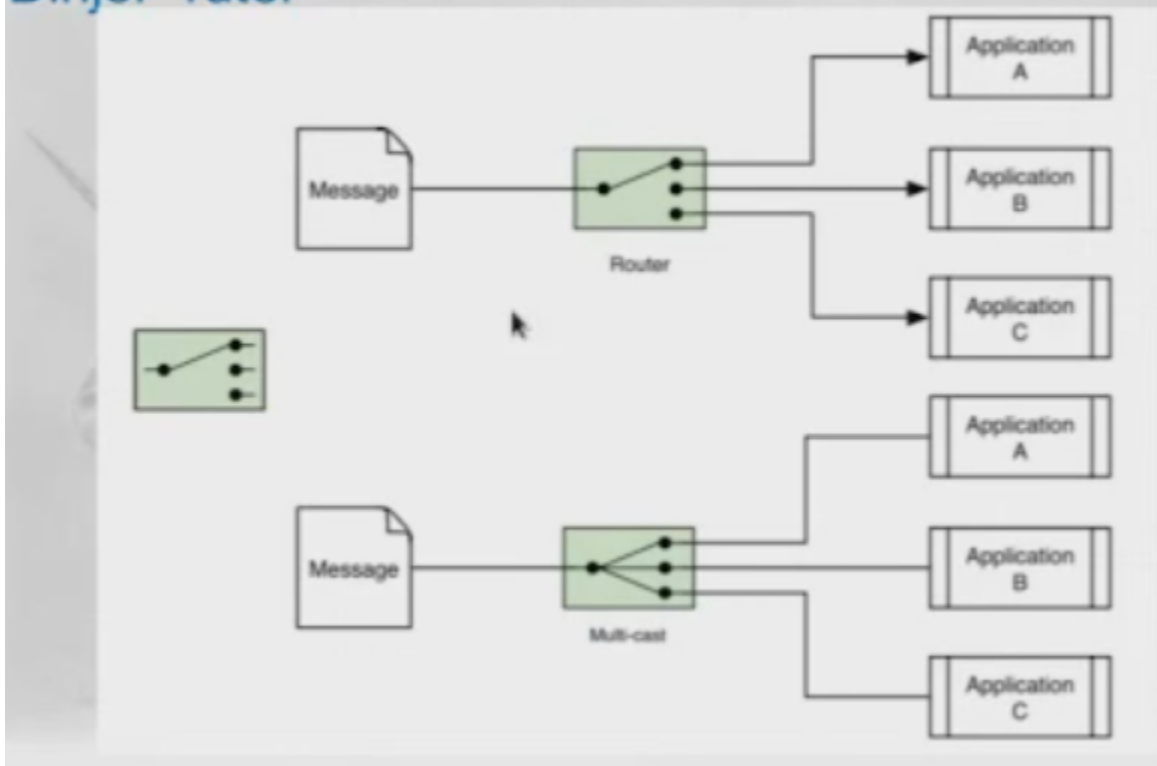 Message
Application
A
Application
B
Router
Application
C
Message
Application
A
Application
B
Multi-cast
Application
C